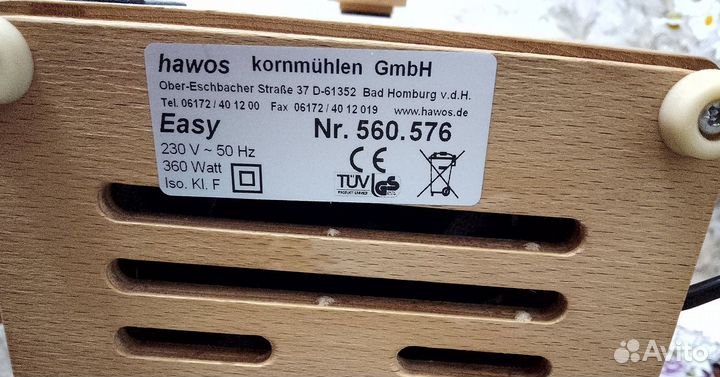 hawos kornmühlen GmbH
Ober-Eschbacher Straße 37 D-61352 Bad Homburg v.d.H.
Tel. 06172 / 40 12 00 Fax 06172 / 40 12 019 www.hawos.de
Easy Nr. 560.576
230 V ~ 50 Hz
360 Watt
Iso. Kl. F
CE
TÜV GS
Avito